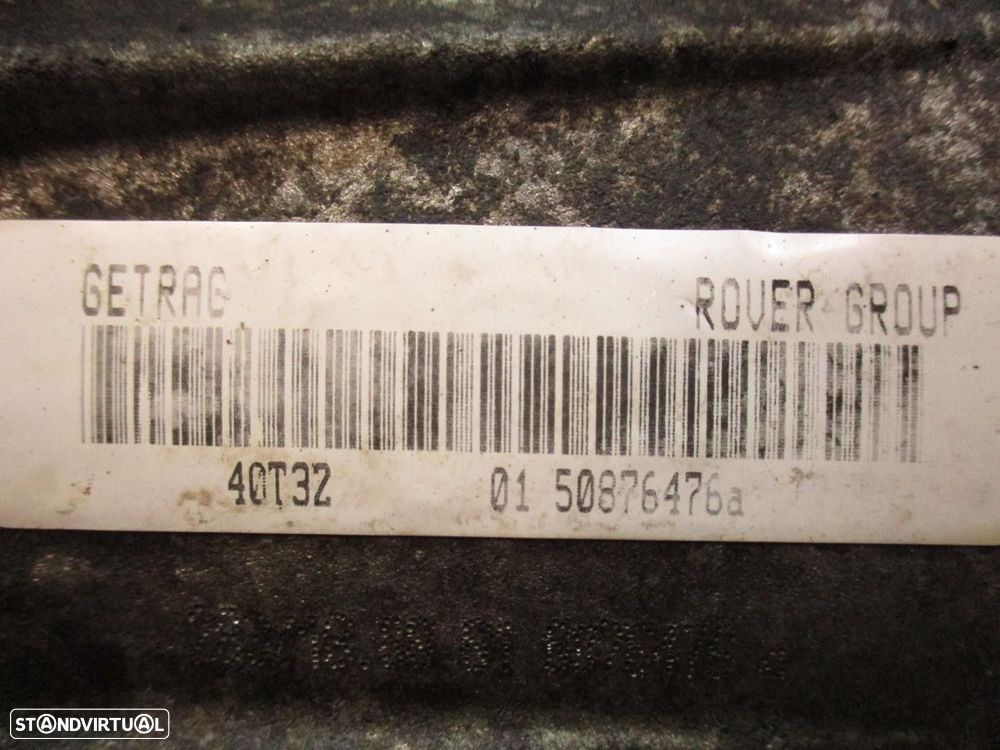 GETRAG ROVER GROUP
40T32 01 50876476a
STANDVIRTUAL